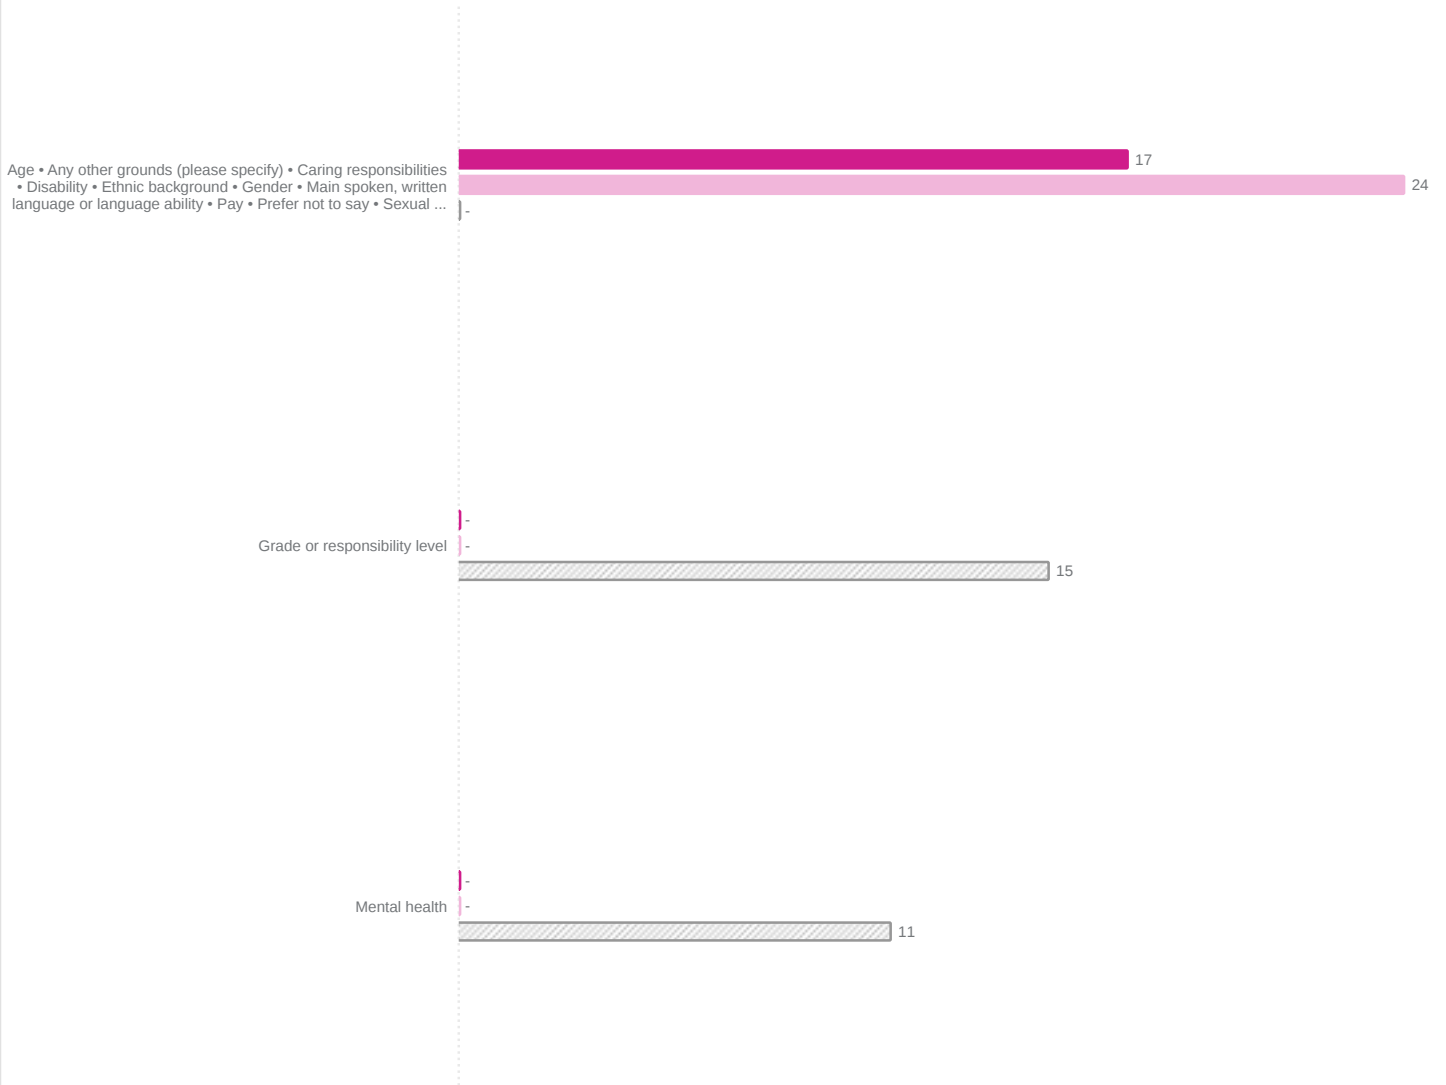 Age • Any other grounds (please specify) • Caring responsibilities
• Disability • Ethnic background • Gender • Main spoken, written
language or language ability • Pay • Prefer not to say • Sexual ...
17
24
-
Grade or responsibility level
-
-
15
Mental health
-
-
11